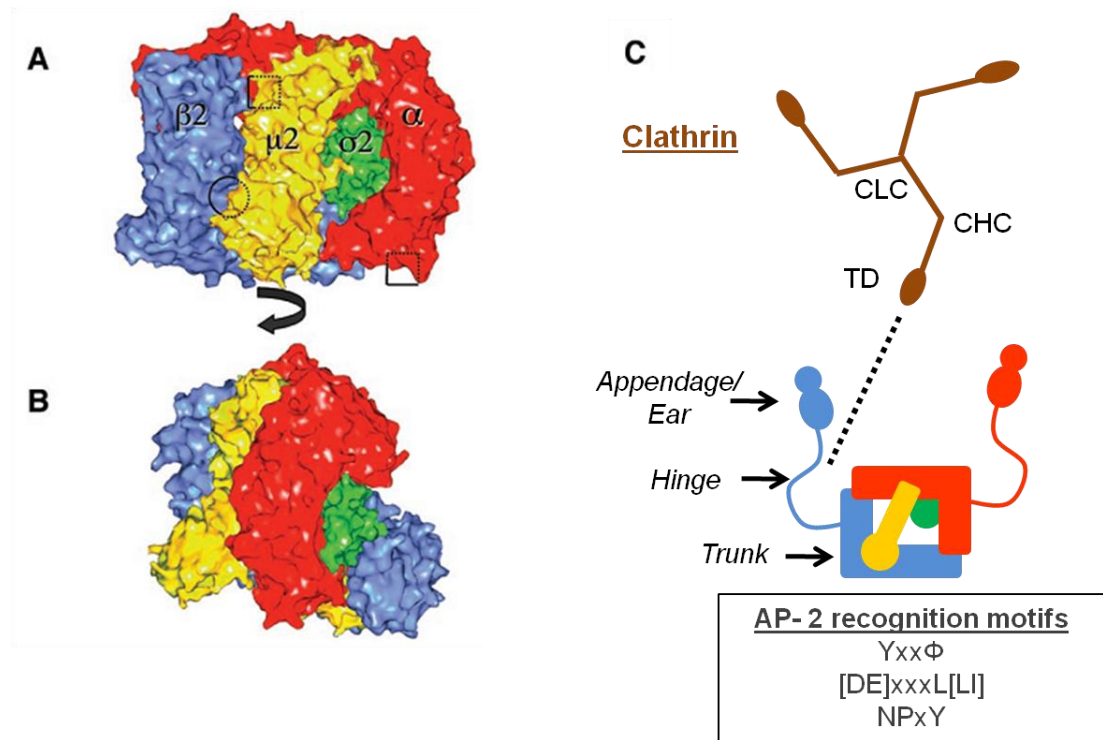 A
β2
μ2
σ2
α
B
C
Clathrin
CLC
CHC
TD
Appendage/
Ear
Hinge
Trunk
AP- 2 recognition motifs
YxxΦ
[DE]xxxL[LI]
NPxY